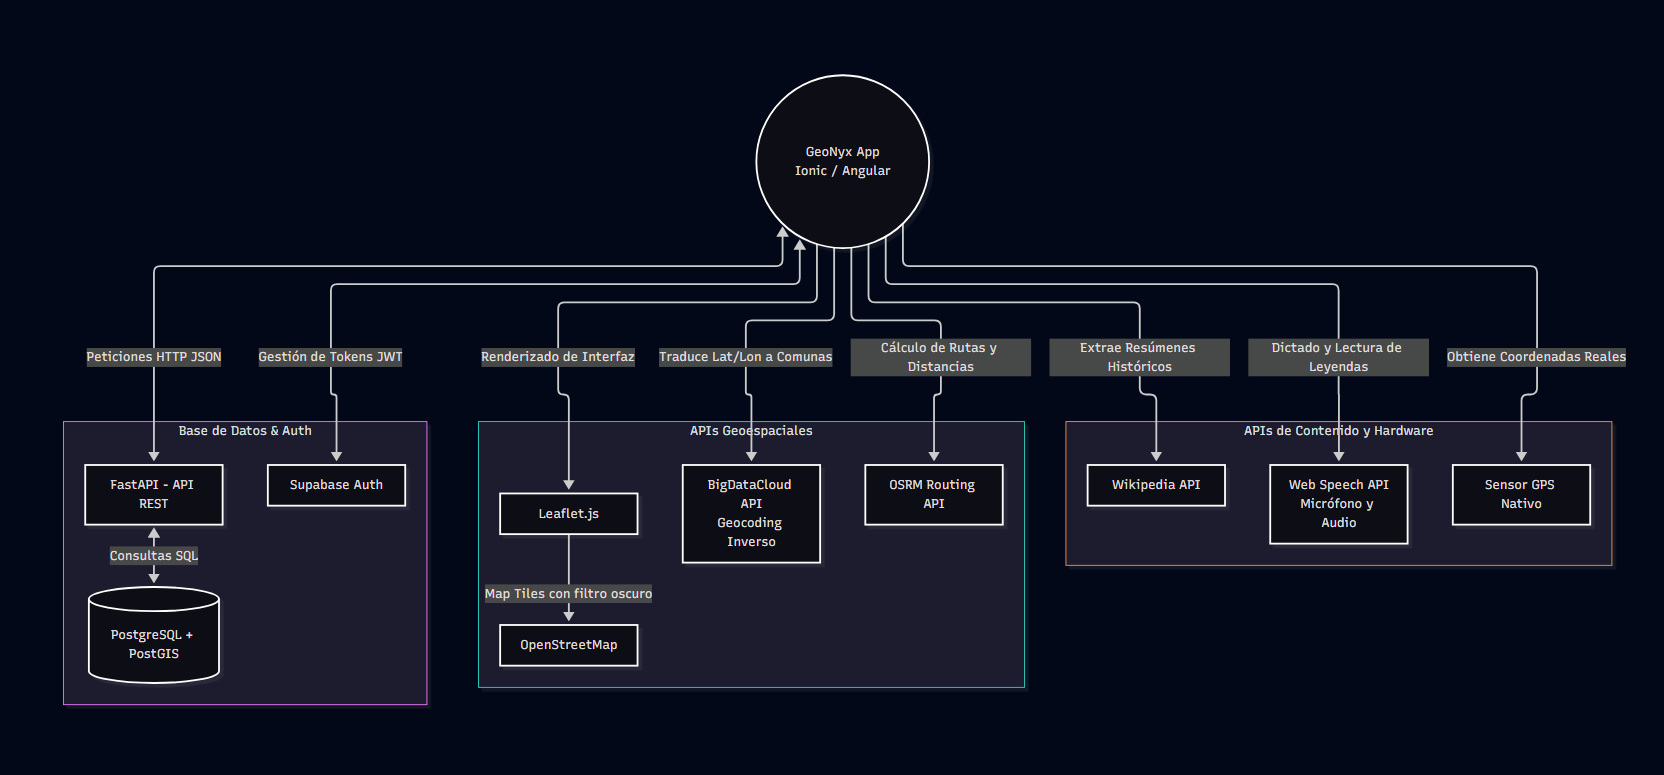 GeoNyx App
Ionic / Angular
Peticiones HTTP JSON
Gestión de Tokens JWT
Renderizado de Interfaz
Traduce Lat/Lon a Comunas
Cálculo de Rutas y
Distancias
Extrae Resúmenes
Históricos
Dictado y Lectura de
Leyendas
Obtiene Coordenadas Reales
Base de Datos & Auth
FastAPI - API
REST
Supabase Auth
Consultas SQL
PostgreSQL +
PostGIS
APIs Geoespaciales
Leaflet.js
BigDataCloud
API
Geocoding
Inverso
OSRM Routing
API
Map Tiles con filtro oscuro
OpenStreetMap
APIs de Contenido y Hardware
Wikipedia API
Web Speech API
Micrófono y
Audio
Sensor GPS
Nativo